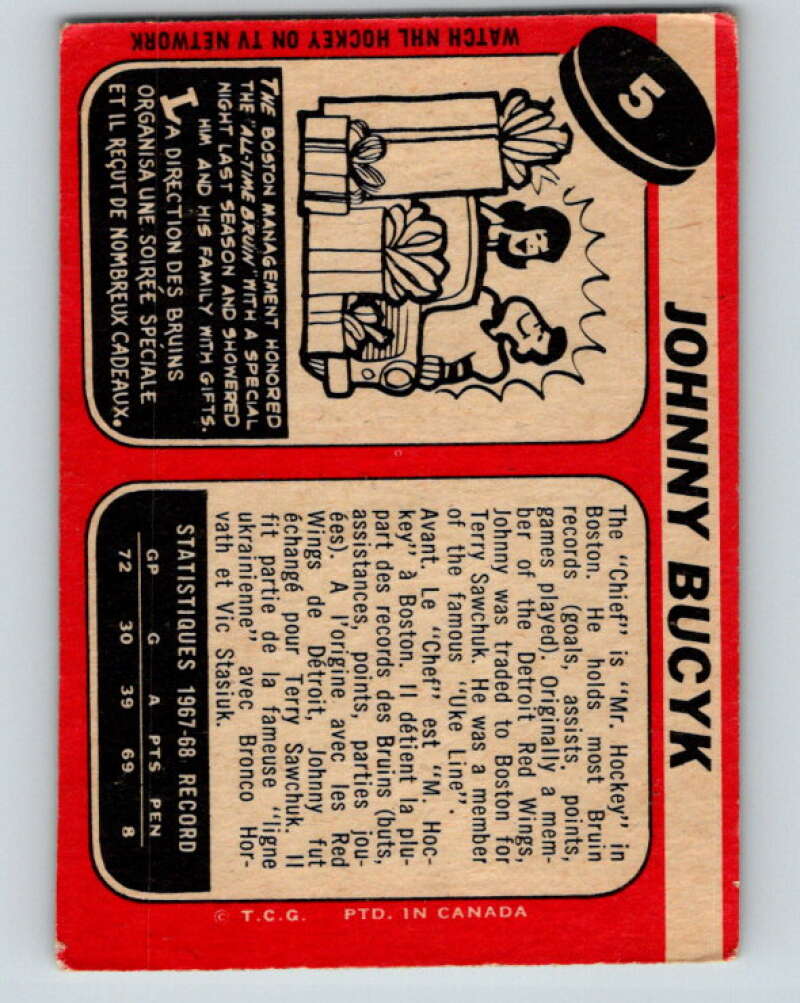 5
JOHNNY BUCYK
WATCH NHL HOCKEY ON TV NETWORK
THE BOSTON MANAGEMENT HONORED
THE "ALL-TIME BRUIN" WITH A SPECIAL
NIGHT LAST SEASON AND SHOWERED
HIM AND HIS FAMILY WITH GIFTS.
LA DIRECTION DES BRUINS
ORGANISA UNE SOIRÉE SPÉCIALE
ET IL REÇUT DE NOMBREUX CADEAUX.
The "Chief" is "Mr. Hockey" in
Boston. He holds most Bruin
records (goals, assists, points,
games played). Originally a mem-
ber of the Detroit Red Wings,
Johnny was traded to Boston for
Terry Sawchuk. He was a member
of the famous "Uke Line".
Avant. Le "Chef" est "M. Hoc-
key" à Boston. Il détient la plu-
part des records des Bruins (buts,
assistances, points, parties jou-
ées). A l'origine avec les Red
Wings de Détroit, Johnny fut
échangé pour Terry Sawchuk. Il
fit partie de la fameuse "ligne
ukrainienne" avec Bronco Hor-
vath et Vic Stasiuk.
STATISTIQUES 1967-68 RECORD
GP G A PTS PEN
72 30 39 69 8
© T.C.G. PTD. IN CANADA